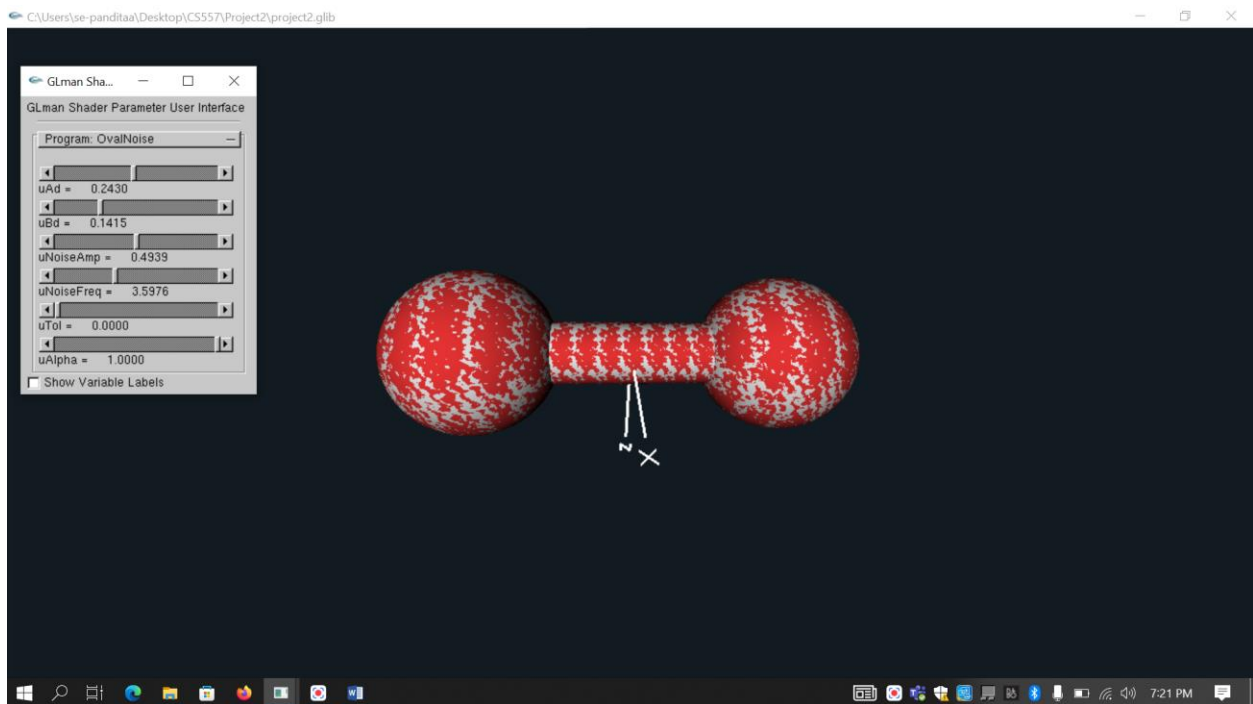 C:\Users\se-panditaa\Desktop\CS557\Project2\project2.glib
GLman Sha...
GLman Shader Parameter User Interface
Program: OvalNoise
uAd = 0.2430
uBd = 0.1415
uNoiseAmp = 0.4939
uNoiseFreq = 3.5976
uTol = 0.0000
uAlpha = 1.0000
Show Variable Labels
Z
X
7:21 PM